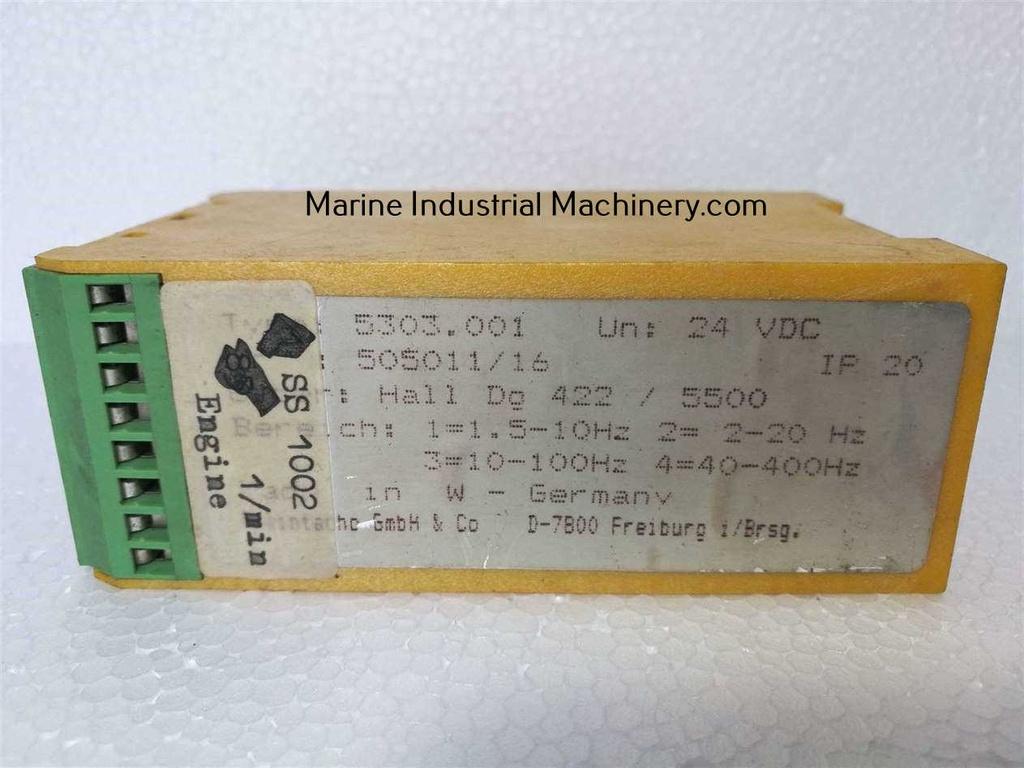 Marine Industrial Machinery.com
5303.001 Un: 24 VDC
505011/16 IP 20
Hall Dg 422 / 5500
1=1.5-10Hz 2= 2-20 Hz
3=10-100Hz 4=40-400Hz
in W - Germany
GmbH & Co D-7800 Freiburg i/Brsg.
SS 1002
1/min
Engine